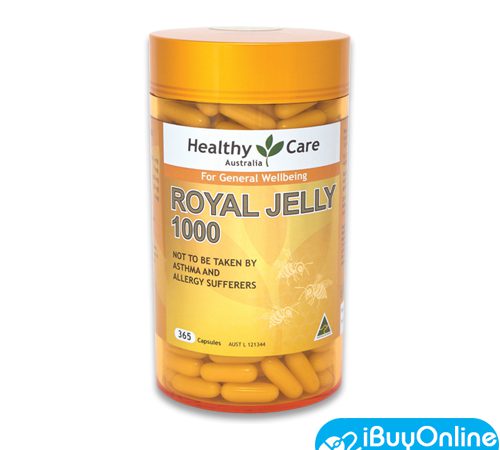 Healthy Care
Australia
For General Wellbeing
ROYAL JELLY
1000
NOT TO BE TAKEN BY
ASTHMA AND
ALLERGY SUFFERERS
365 Capsules AUST L 121344
iBuyOnline